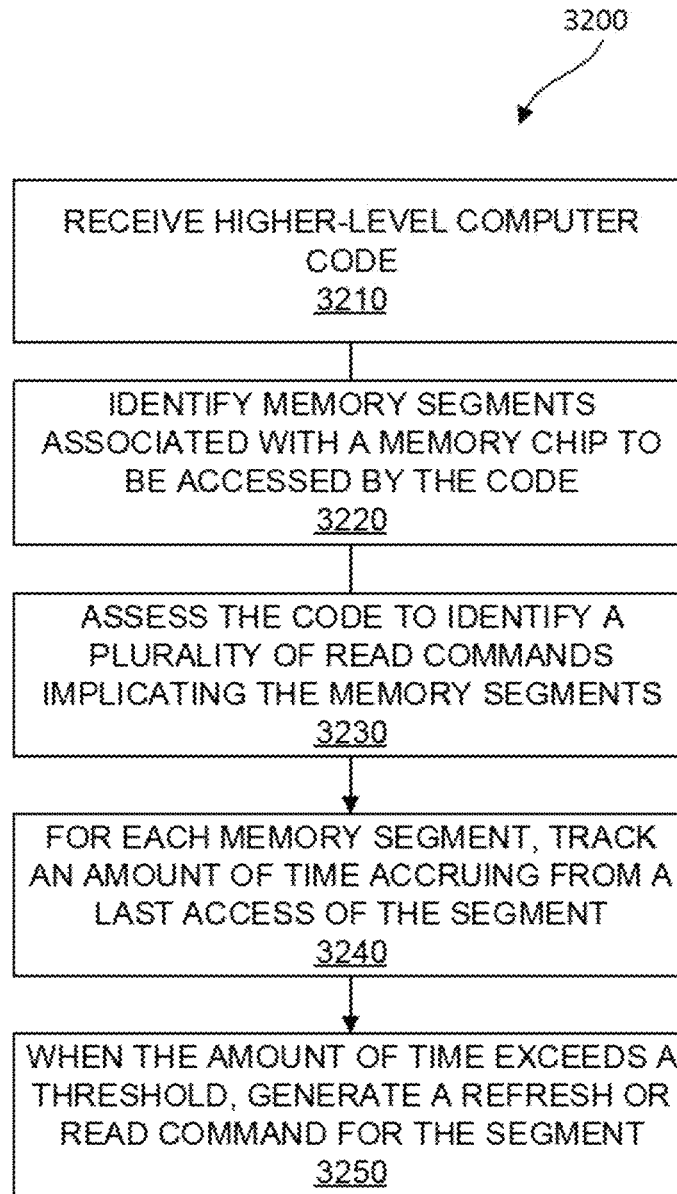 3200
RECEIVE HIGHER-LEVEL COMPUTER
CODE
3210
IDENTIFY MEMORY SEGMENTS
ASSOCIATED WITH A MEMORY CHIP TO
BE ACCESSED BY THE CODE
3220
ASSESS THE CODE TO IDENTIFY A
PLURALITY OF READ COMMANDS
IMPLICATING THE MEMORY SEGMENTS
3230
FOR EACH MEMORY SEGMENT, TRACK
AN AMOUNT OF TIME ACCRUING FROM A
LAST ACCESS OF THE SEGMENT
3240
WHEN THE AMOUNT OF TIME EXCEEDS A
THRESHOLD, GENERATE A REFRESH OR
READ COMMAND FOR THE SEGMENT
3250